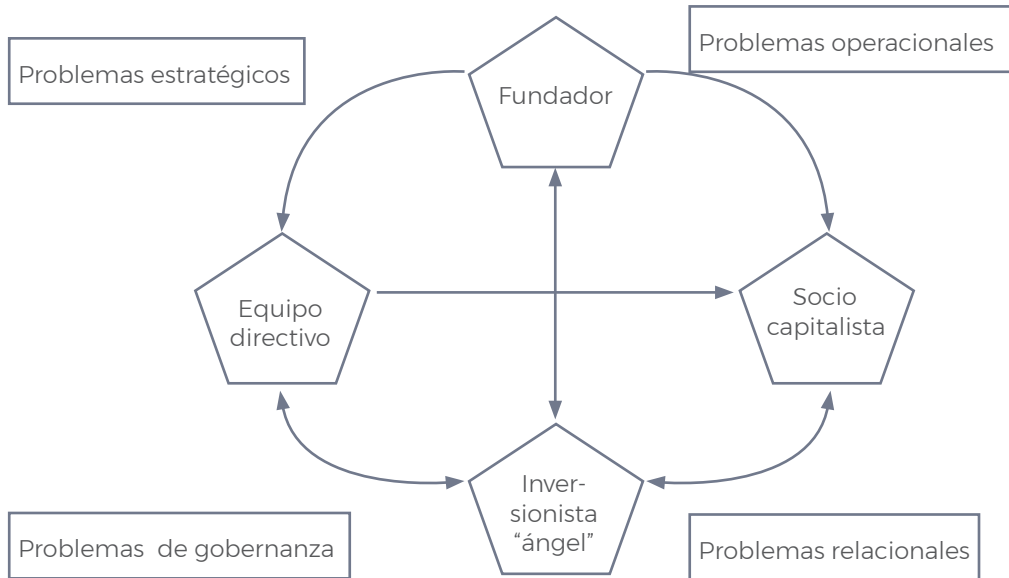 Problemas operacionales
Problemas estratégicos
Fundador
Equipo
directivo
Socio
capitalista
Inver-
sionista
“ángel”
Problemas  de gobernanza
Problemas relacionales